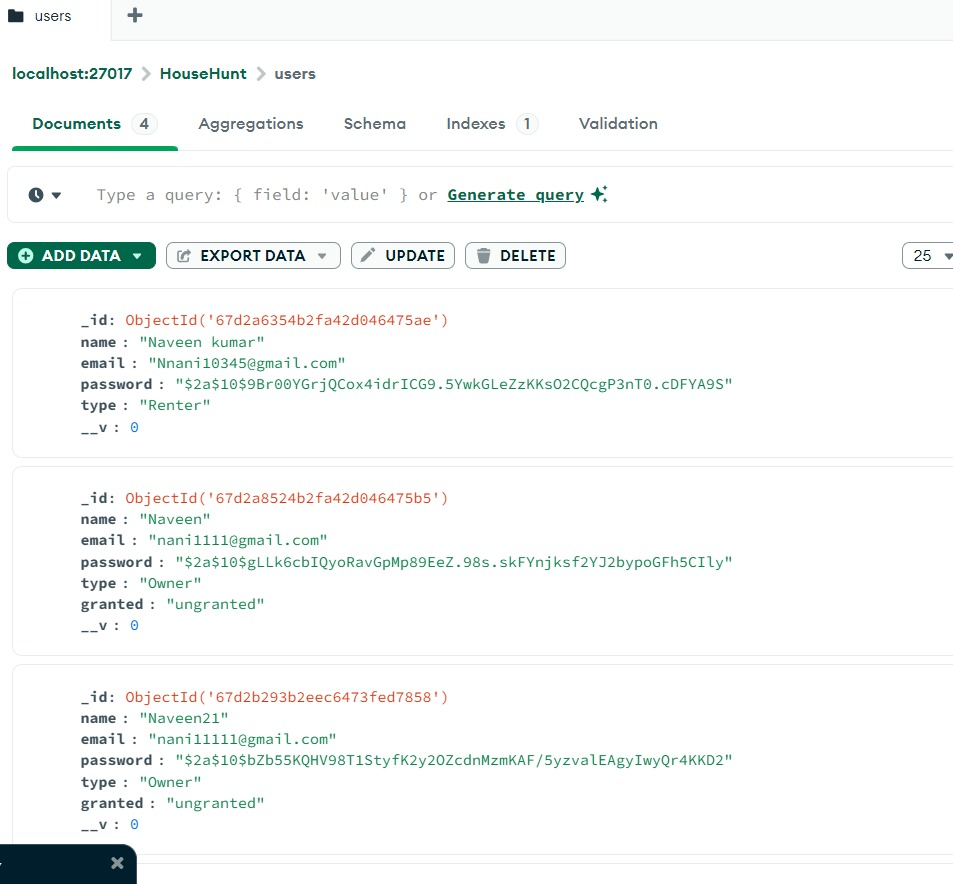 users
localhost:27017 > HouseHunt > users
Documents 4 Aggregations Schema Indexes 1 Validation
Type a query: { field: 'value' } or Generate query
ADD DATA EXPORT DATA UPDATE DELETE 25
_id: ObjectId('67d2a6354b2fa42d046475ae')
name : "Naveen kumar"
email : "Nnani10345@gmail.com"
password : "$2a$10$9Br00YGrjQCox4idrICG9.5YwkGLeZzKKsO2CQcgP3nT0.cDFYA9S"
type : "Renter"
__v : 0
_id: ObjectId('67d2a8524b2fa42d046475b5')
name : "Naveen"
email : "nani1111@gmail.com"
password : "$2a$10$gLLk6cbIQyoRavGpMp89EeZ.98s.skFYnjksf2YJ2bypoGFh5CIly"
type : "Owner"
granted : "ungranted"
__v : 0
_id: ObjectId('67d2b293b2eec6473fed7858')
name : "Naveen21"
email : "nani11111@gmail.com"
password : "$2a$10$bZb55KQHV98T1StyfK2y2OZcdnMzmKAF/5yzvalEAgyIwyQr4KKD2"
type : "Owner"
granted : "ungranted"
__v : 0